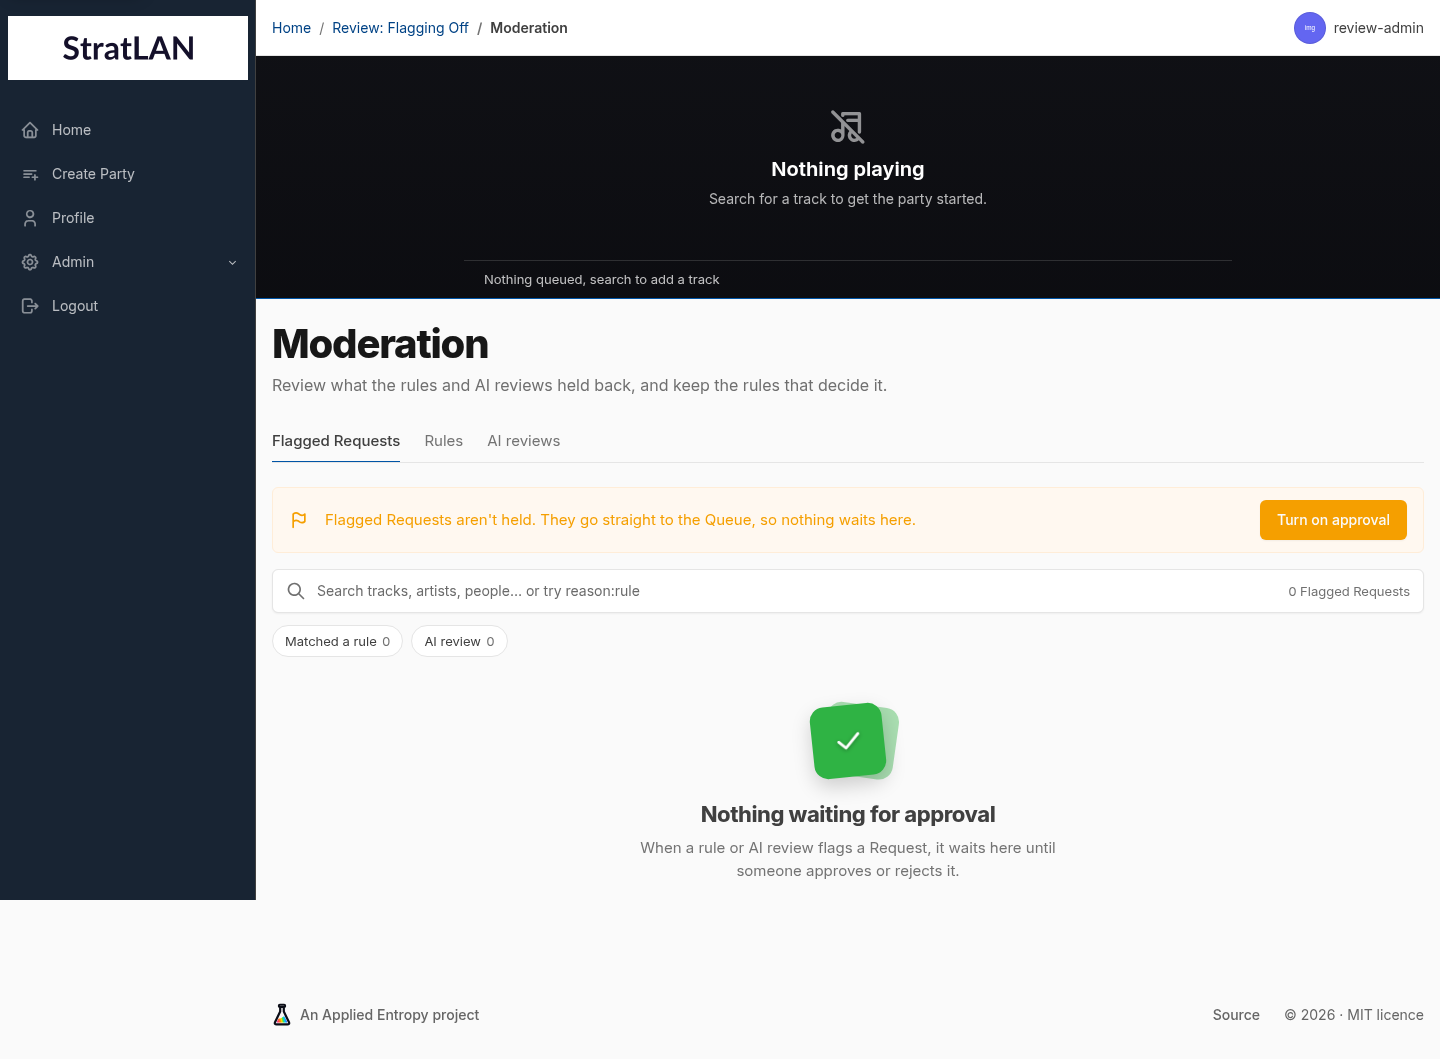 StratLAN
Home / Review: Flagging Off / Moderation
img
review-admin
Home
Create Party
Profile
Admin
Logout
Nothing playing
Search for a track to get the party started.
Nothing queued, search to add a track
Moderation
Review what the rules and AI reviews held back, and keep the rules that decide it.
Flagged Requests Rules AI reviews
Flagged Requests aren't held. They go straight to the Queue, so nothing waits here.
Turn on approval
Search tracks, artists, people... or try reason:rule
0 Flagged Requests
Matched a rule 0 AI review 0
Nothing waiting for approval
When a rule or AI review flags a Request, it waits here until
someone approves or rejects it.
An Applied Entropy project
Source © 2026 · MIT licence